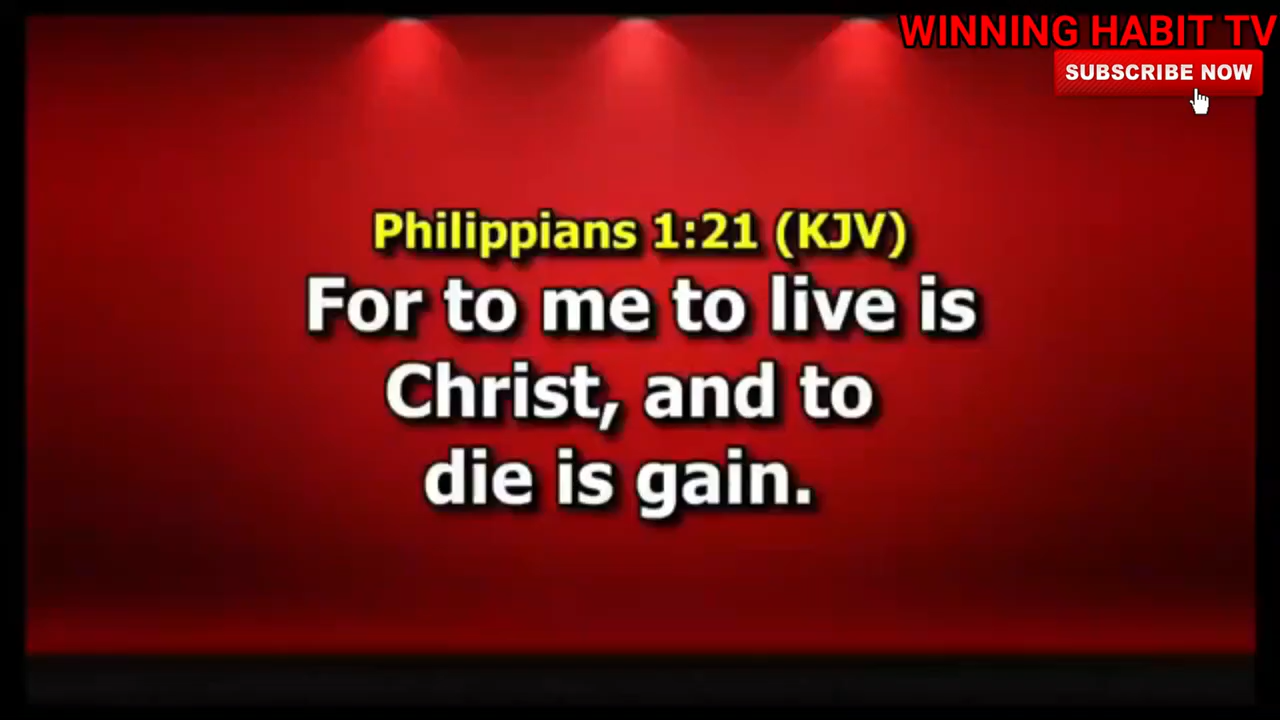 WINNING HABIT TV
SUBSCRIBE NOW
Philippians 1:21 (KJV)
For to me to live is
Christ, and to
die is gain.